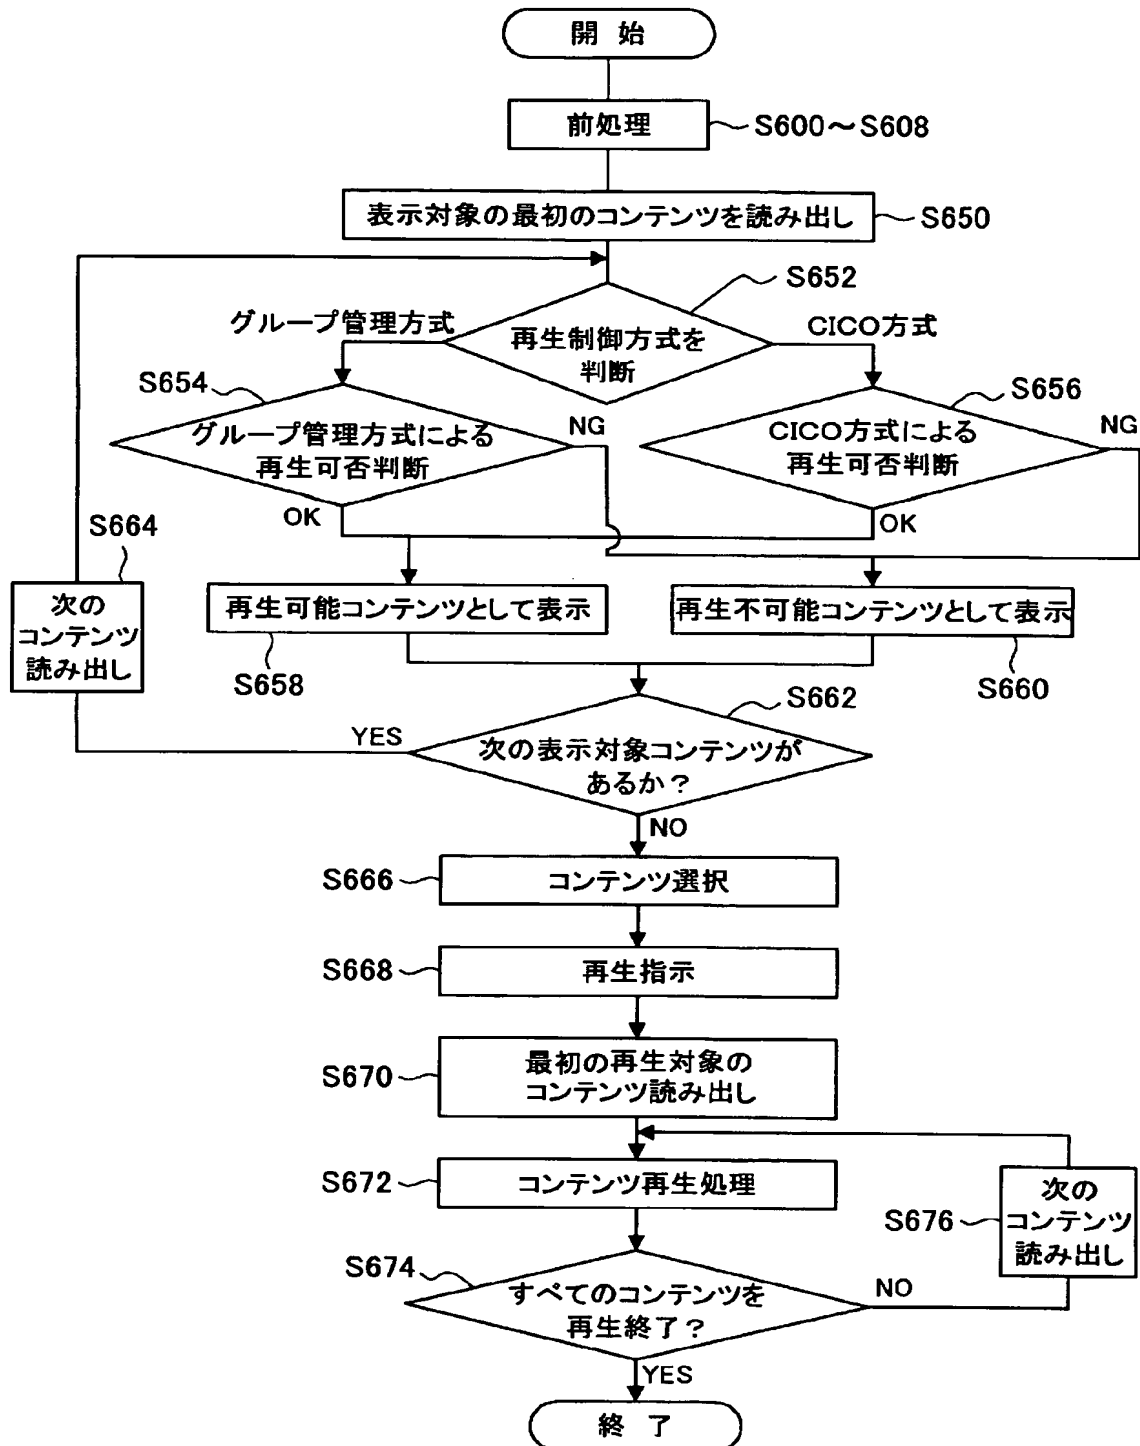 開 始
前処理
S600～S608
表示対象の最初のコンテンツを読み出し
S650
S652
グループ管理方式
再生制御方式を
判断
CICO方式
S654
グループ管理方式による
再生可否判断
NG
OK
S656
CICO方式による
再生可否判断
NG
OK
S664
次の
コンテンツ
読み出し
再生可能コンテンツとして表示
S658
再生不可能コンテンツとして表示
S660
S662
YES
次の表示対象コンテンツが
あるか？
NO
S666
コンテンツ選択
S668
再生指示
S670
最初の再生対象の
コンテンツ読み出し
S672
コンテンツ再生処理
S676
次の
コンテンツ
読み出し
S674
すべてのコンテンツを
再生終了？
NO
YES
終 了